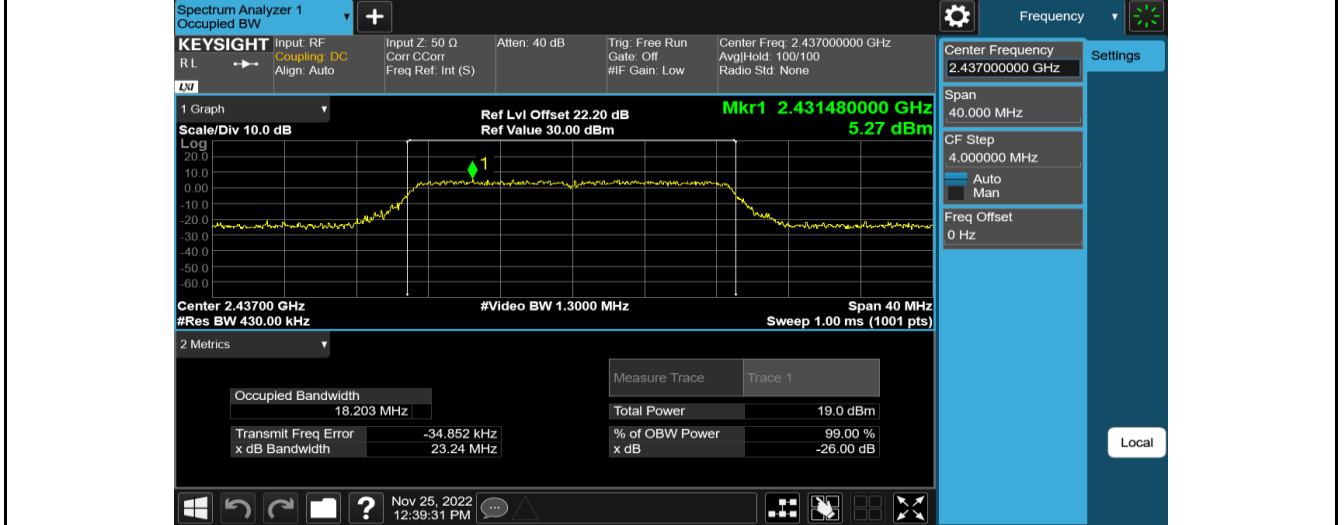 Spectrum Analyzer 1
Occupied BW
+
Frequency
KEYSIGHT
R L
LXI
Input: RF
Coupling: DC
Align: Auto
Input Z: 50 Ω
Corr CCorr
Freq Ref: Int (S)
Atten: 40 dB
Trig: Free Run
Gate: Off
#IF Gain: Low
Center Freq: 2.437000000 GHz
Avg|Hold: 100/100
Radio Std: None
Center Frequency
2.437000000 GHz
Settings
Span
40.000 MHz
CF Step
4.000000 MHz
Auto
Man
Freq Offset
0 Hz
1 Graph
Scale/Div 10.0 dB
Ref Lvl Offset 22.20 dB
Ref Value 30.00 dBm
Mkr1 2.431480000 GHz
5.27 dBm
Log
20.0
10.0
0.00
-10.0
-20.0
-30.0
-40.0
-50.0
-60.0
1
Center 2.43700 GHz
#Res BW 430.00 kHz
#Video BW 1.3000 MHz
Span 40 MHz
Sweep 1.00 ms (1001 pts)
2 Metrics
Measure Trace Trace 1
Occupied Bandwidth
18.203 MHz
Total Power 19.0 dBm
Transmit Freq Error -34.852 kHz
% of OBW Power 99.00 %
x dB Bandwidth 23.24 MHz
x dB -26.00 dB
Local
?
Nov 25, 2022
12:39:31 PM